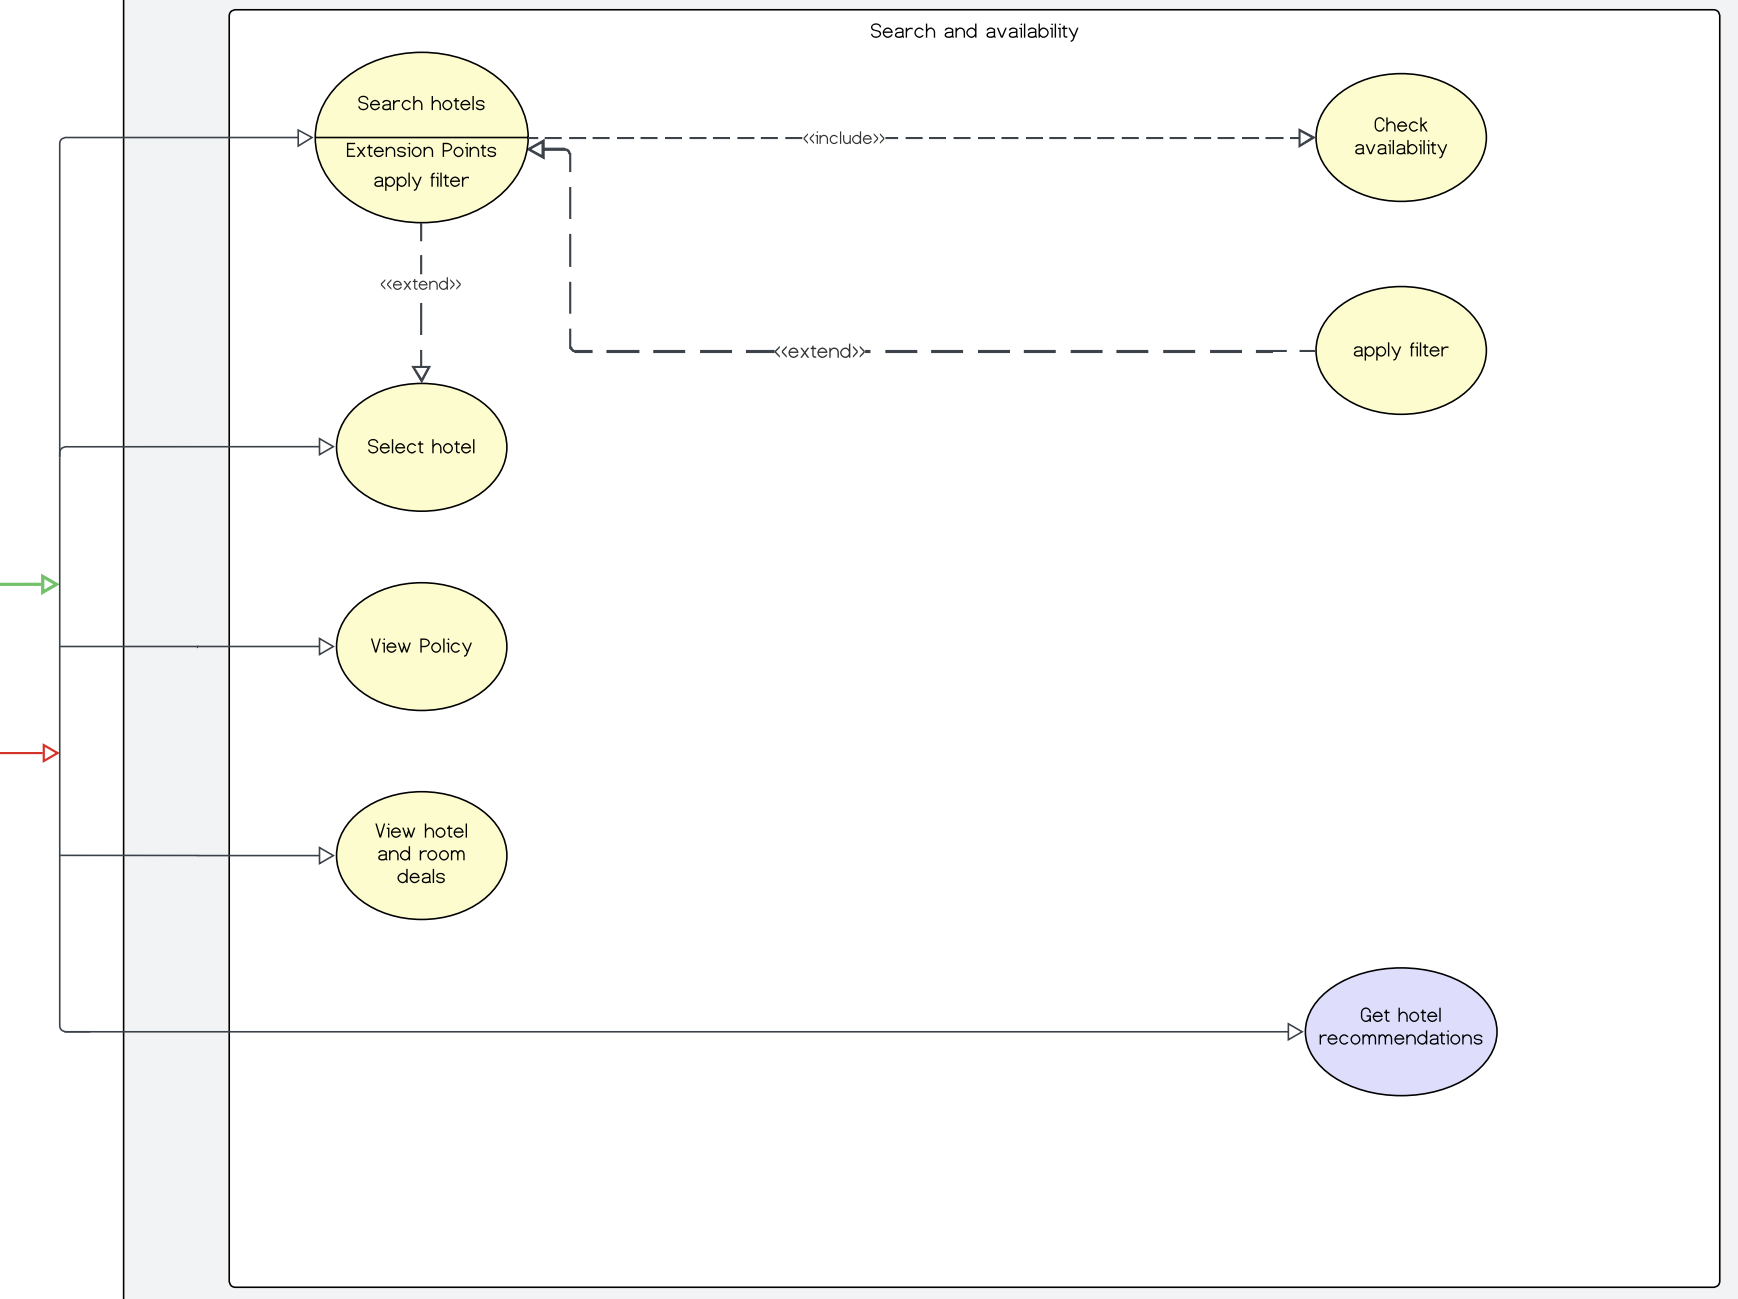 Search and availability
Search hotels
Extension Points
apply filter
<<include>>
Check
availability
<<extend>>
<<extend>>
apply filter
Select hotel
View Policy
View hotel
and room
deals
Get hotel
recommendations